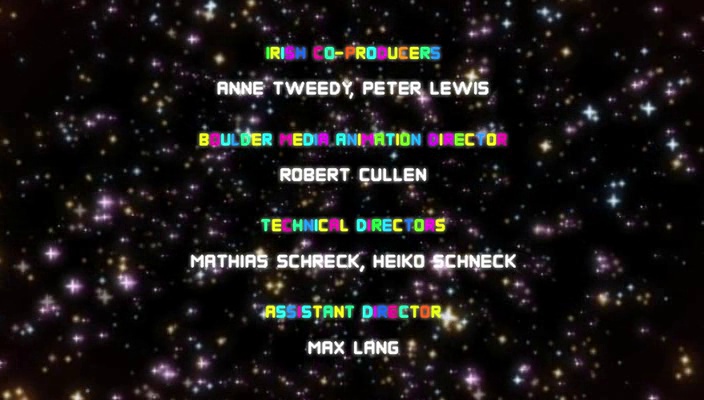 IRISH CO-PRODUCERS
ANNE TWEEDY, PETER LEWIS
BOULDER MEDIA ANIMATION DIRECTOR
ROBERT CULLEN
TECHNICAL DIRECTORS
MATHIAS SCHRECK, HEIKO SCHNECK
ASSISTANT DIRECTOR
MAX LANG